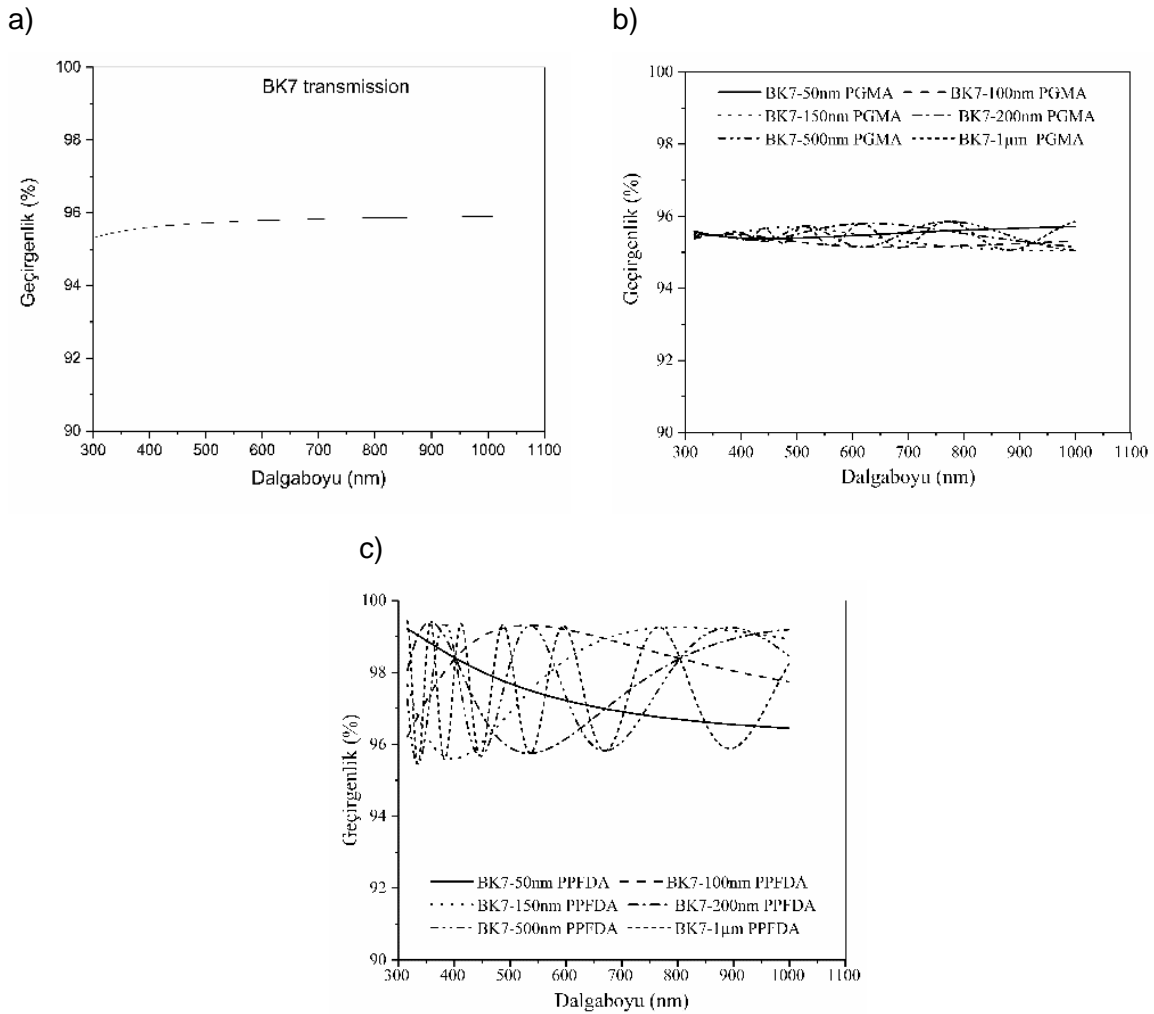 a)
BK7 transmission
100
98
96
94
92
90
Geçirgenlik (%)
300 400 500 600 700 800 900 1000 1100
Dalgaboyu (nm)
b)
BK7-50nm PGMA BK7-100nm PGMA
BK7-150nm PGMA BK7-200nm PGMA
BK7-500nm PGMA BK7-1µm PGMA
100
98
96
94
92
90
Geçirgenlik (%)
300 400 500 600 700 800 900 1000 1100
Dalgaboyu (nm)
c)
100
98
96
94
92
90
Geçirgenlik (%)
BK7-50nm PPFDA BK7-100nm PPFDA
BK7-150nm PPFDA BK7-200nm PPFDA
BK7-500nm PPFDA BK7-1µm PPFDA
300 400 500 600 700 800 900 1000 1100
Dalgaboyu (nm)